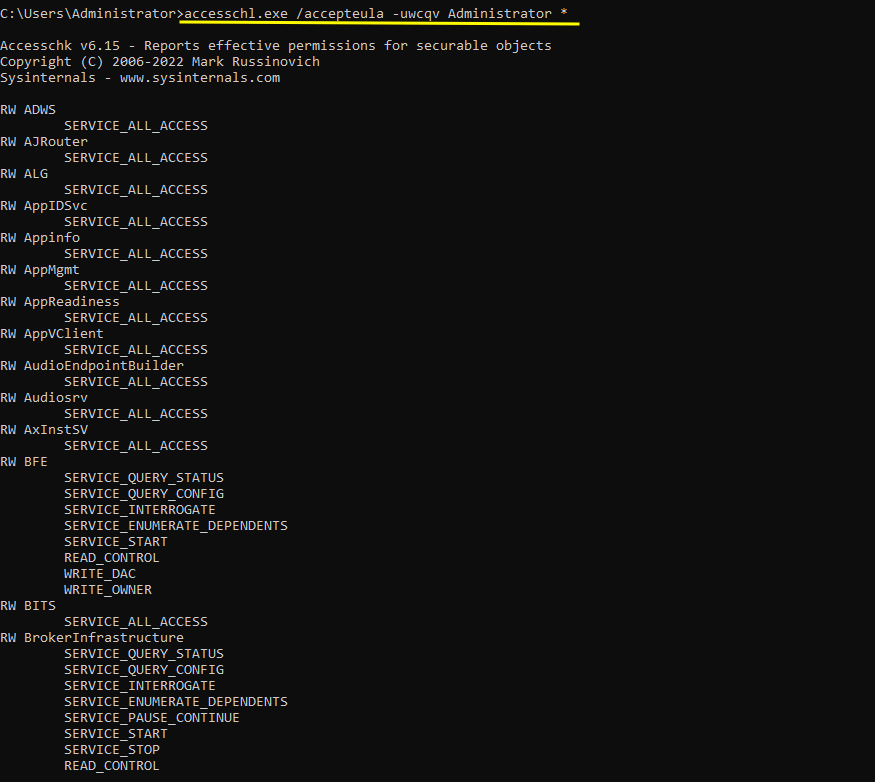 C:\Users\Administrator>accesschl.exe /accepteula -uwcqv Administrator *
Accesschk v6.15 - Reports effective permissions for securable objects
Copyright (C) 2006-2022 Mark Russinovich
Sysinternals - www.sysinternals.com
RW ADWS
SERVICE_ALL_ACCESS
RW AJRouter
SERVICE_ALL_ACCESS
RW ALG
SERVICE_ALL_ACCESS
RW AppIDSvc
SERVICE_ALL_ACCESS
RW Appinfo
SERVICE_ALL_ACCESS
RW AppMgmt
SERVICE_ALL_ACCESS
RW AppReadiness
SERVICE_ALL_ACCESS
RW AppVClient
SERVICE_ALL_ACCESS
RW AudioEndpointBuilder
SERVICE_ALL_ACCESS
RW Audiosrv
SERVICE_ALL_ACCESS
RW AxInstSV
SERVICE_ALL_ACCESS
RW BFE
SERVICE_QUERY_STATUS
SERVICE_QUERY_CONFIG
SERVICE_INTERROGATE
SERVICE_ENUMERATE_DEPENDENTS
SERVICE_START
READ_CONTROL
WRITE_DAC
WRITE_OWNER
RW BITS
SERVICE_ALL_ACCESS
RW BrokerInfrastructure
SERVICE_QUERY_STATUS
SERVICE_QUERY_CONFIG
SERVICE_INTERROGATE
SERVICE_ENUMERATE_DEPENDENTS
SERVICE_PAUSE_CONTINUE
SERVICE_START
SERVICE_STOP
READ_CONTROL